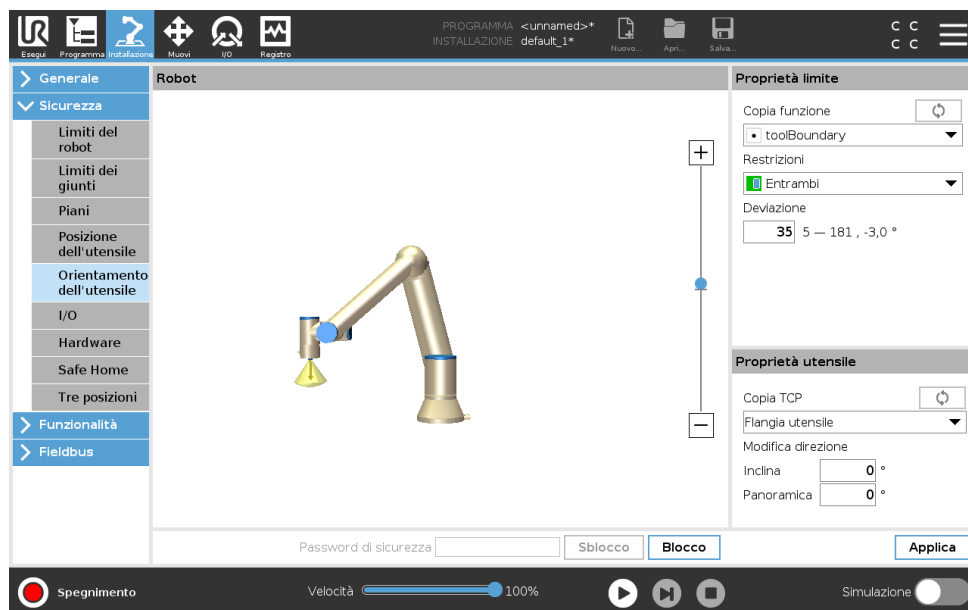 PROGRAMMA <unnamed>*
INSTALLAZIONE default_1*
Esegui
Programma
Installazione
Muovi
I/O
Registro
Nuovo...
Apri...
Salva...
C C
C C
Generale
Sicurezza
Limiti del
robot
Limiti dei
giunti
Piani
Posizione
dell'utensile
Orientamento
dell'utensile
I/O
Hardware
Safe Home
Tre posizioni
Funzionalità
Fieldbus
Robot
Proprietà limite
Copia funzione
toolBoundary
Restrizioni
Entrambi
Deviazione
35 5 — 181 , -3,0 °
Proprietà utensile
Copia TCP
Flangia utensile
Modifica direzione
Inclina 0 °
Panoramica 0 °
Password di sicurezza Sblocco Blocco Applica
Spegnimento Velocità 100% Simulazione